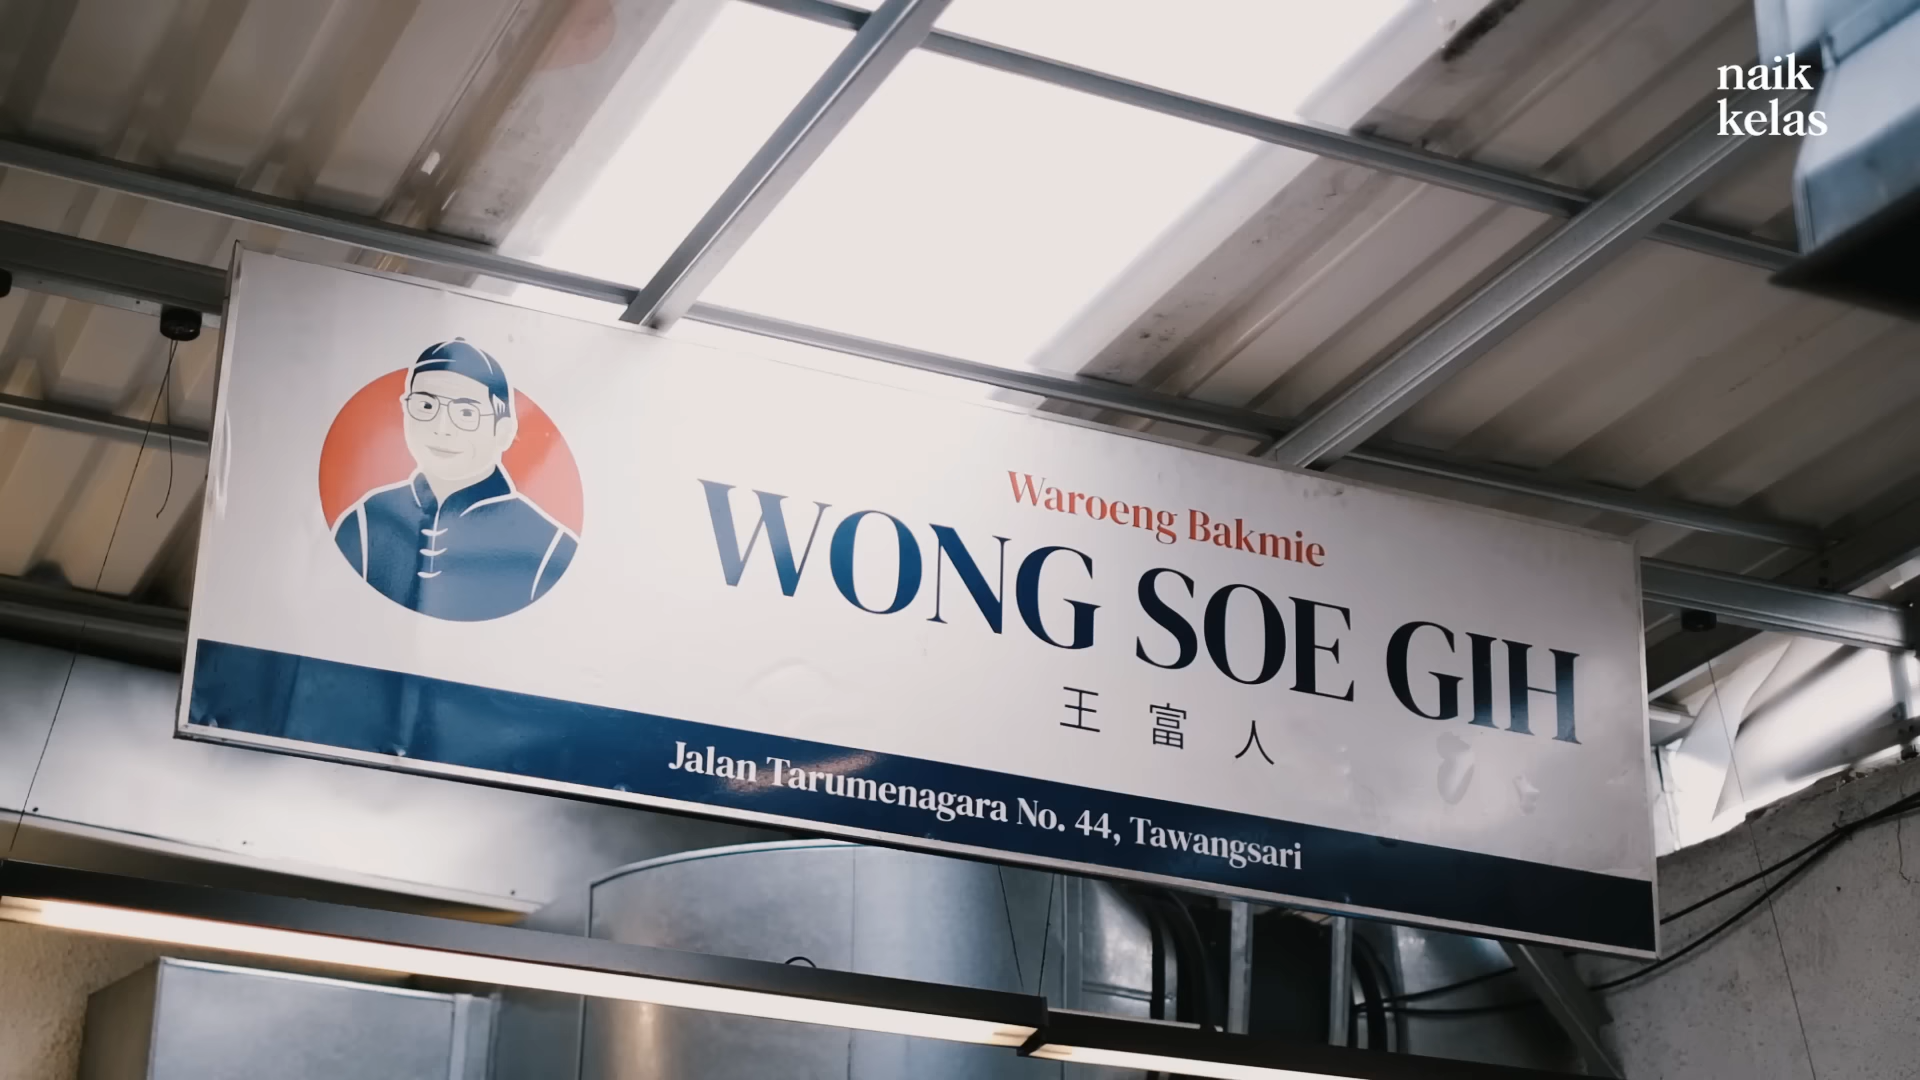 naik
kelas
Waroeng Bakmie
WONG SOE GIH
王富人
Jalan Tarumenagara No. 44, Tawangsari